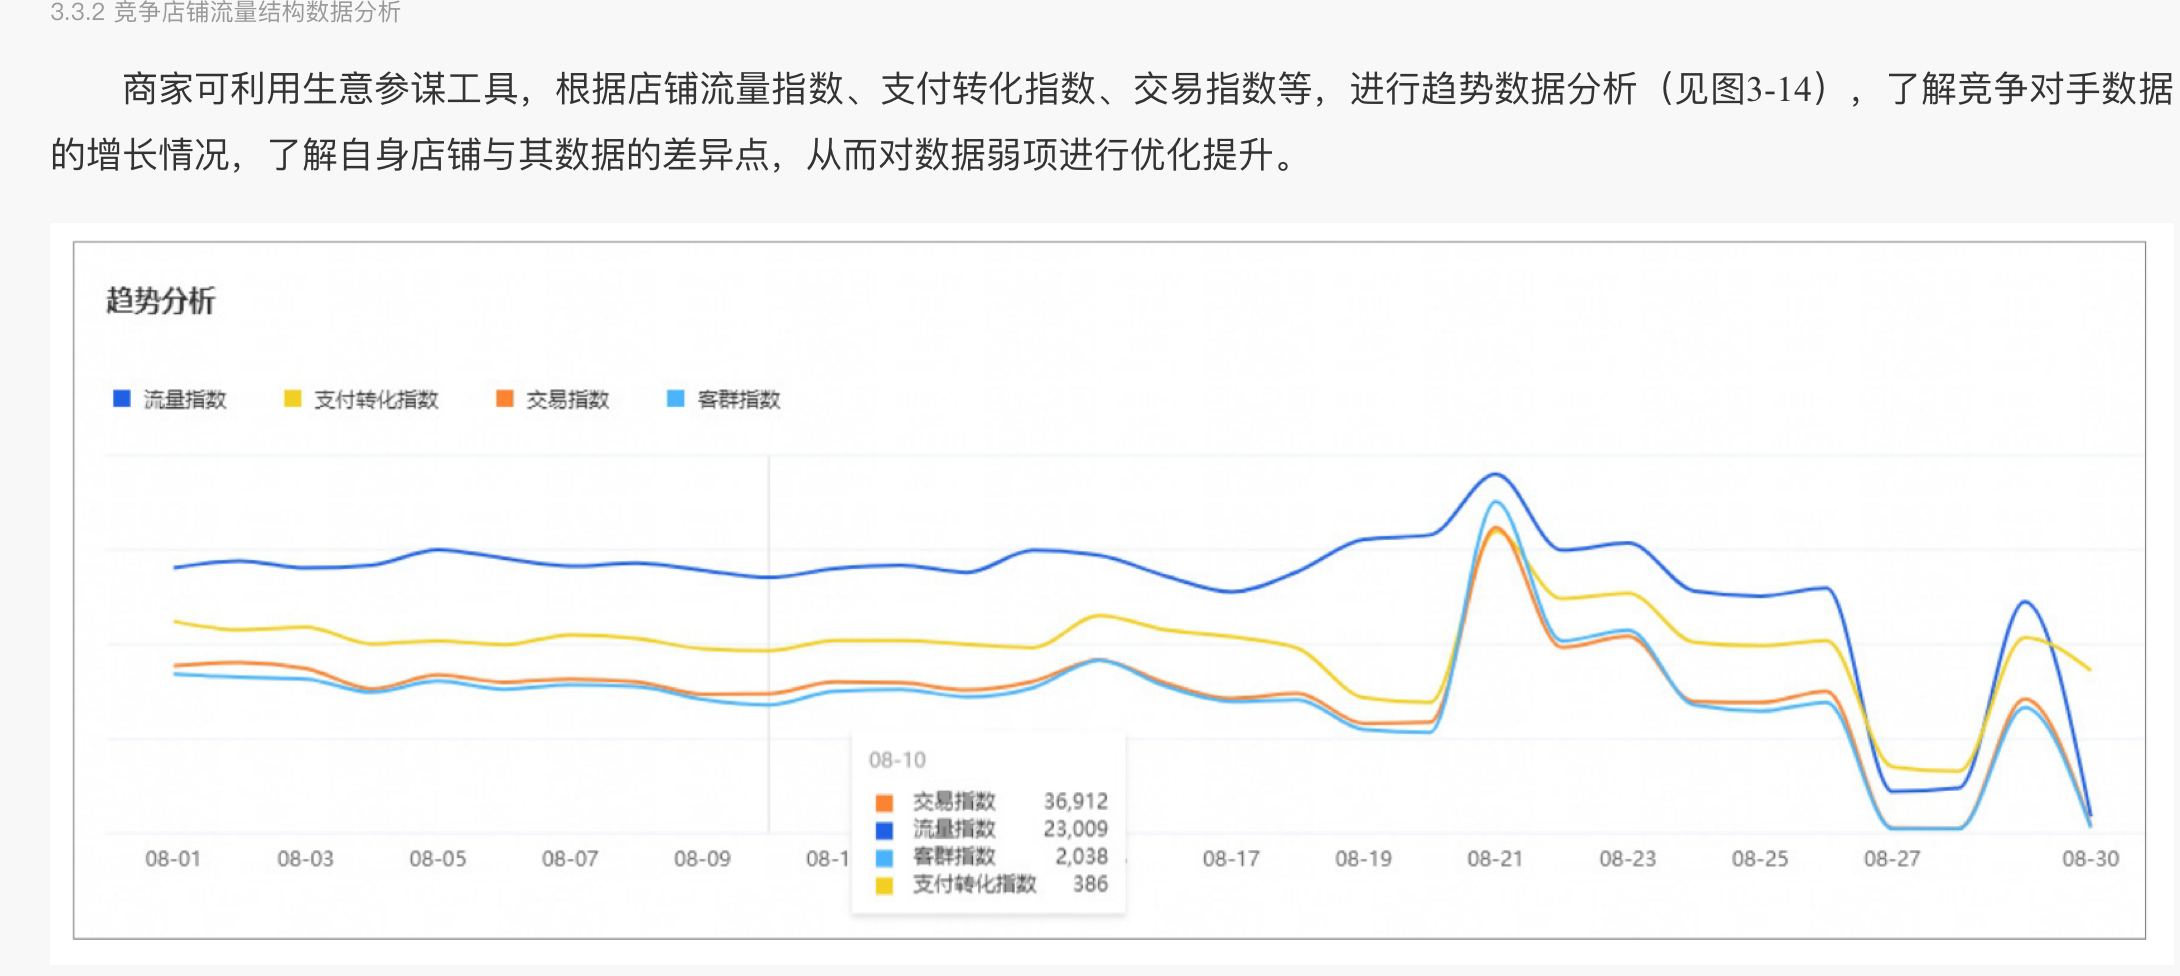 3.3.2 竞争店铺流量结构数据分析
商家可利用生意参谋工具，根据店铺流量指数、支付转化指数、交易指数等，进行趋势数据分析（见图3-14），了解竞争对手数据
的增长情况，了解自身店铺与其数据的差异点，从而对数据弱项进行优化提升。
趋势分析
流量指数 支付转化指数 交易指数 客群指数
08-10
交易指数 36,912
流量指数 23,009
客群指数 2,038
支付转化指数 386
08-01 08-03 08-05 08-07 08-09 08-1 08-17 08-19 08-21 08-23 08-25 08-27 08-30